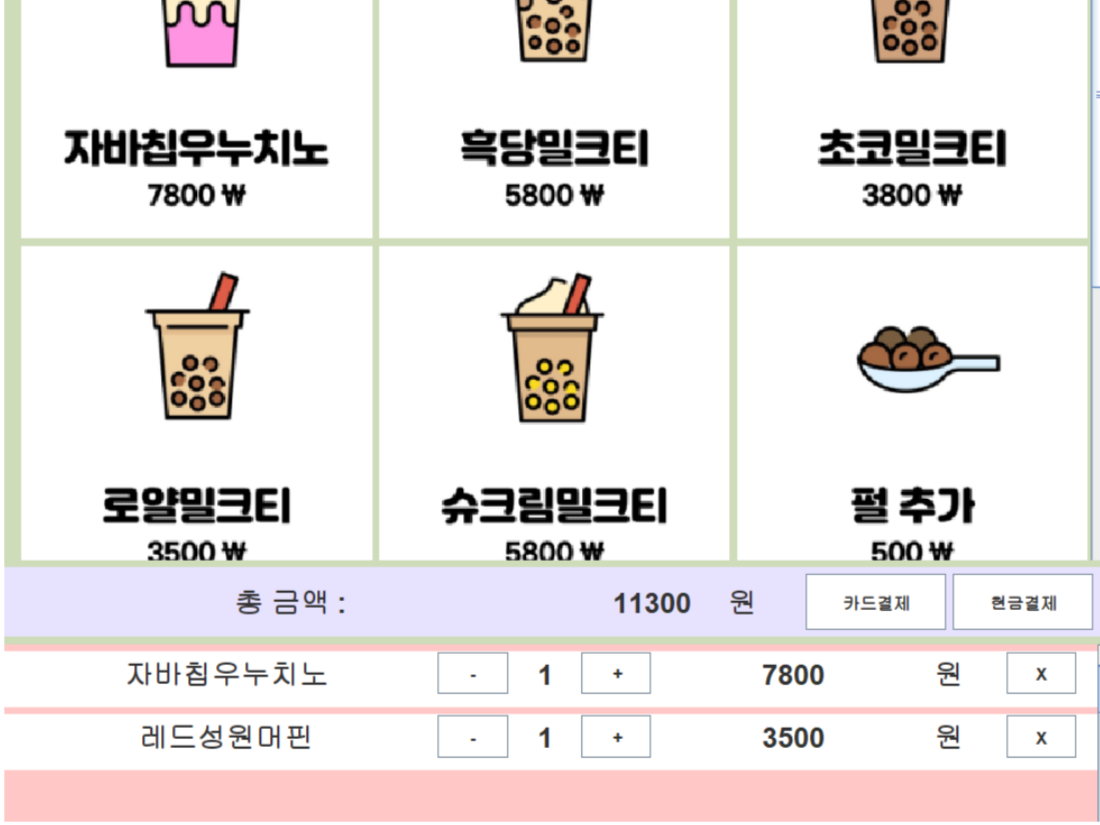 자바칩우누치노 흑당밀크티 초코밀크티
7800 ₩ 5800 ₩ 3800 ₩
로얄밀크티 슈크림밀크티 펄 추가
3500 ₩ 5800 ₩ 500 ₩
총 금액 : 11300 원 카드결제 현금결제
자바칩우누치노 - 1 + 7800 원 X
레드성원머핀 - 1 + 3500 원 X